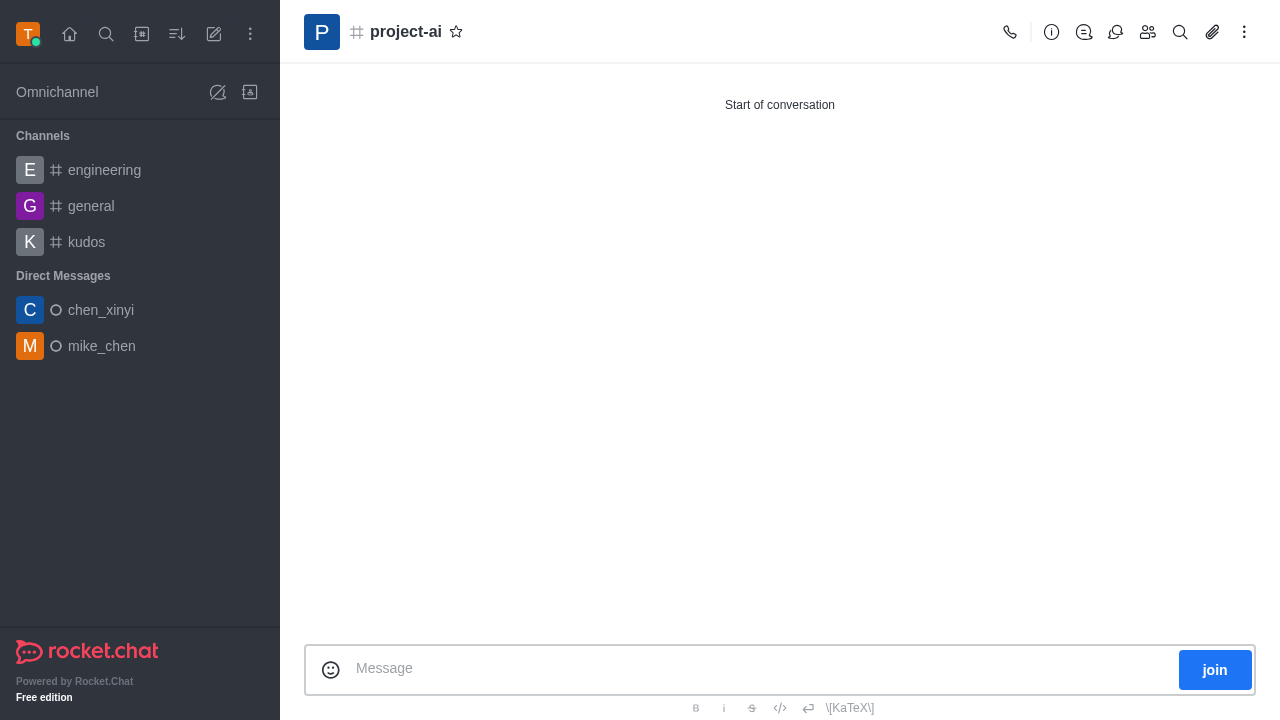 T
Omnichannel
Channels
E engineering
G general
K kudos
Direct Messages
C chen_xinyi
M mike_chen
rocket.chat
Powered by Rocket.Chat
Free edition
P project-ai
Start of conversation
Message
join
B i S \[KaTeX\]